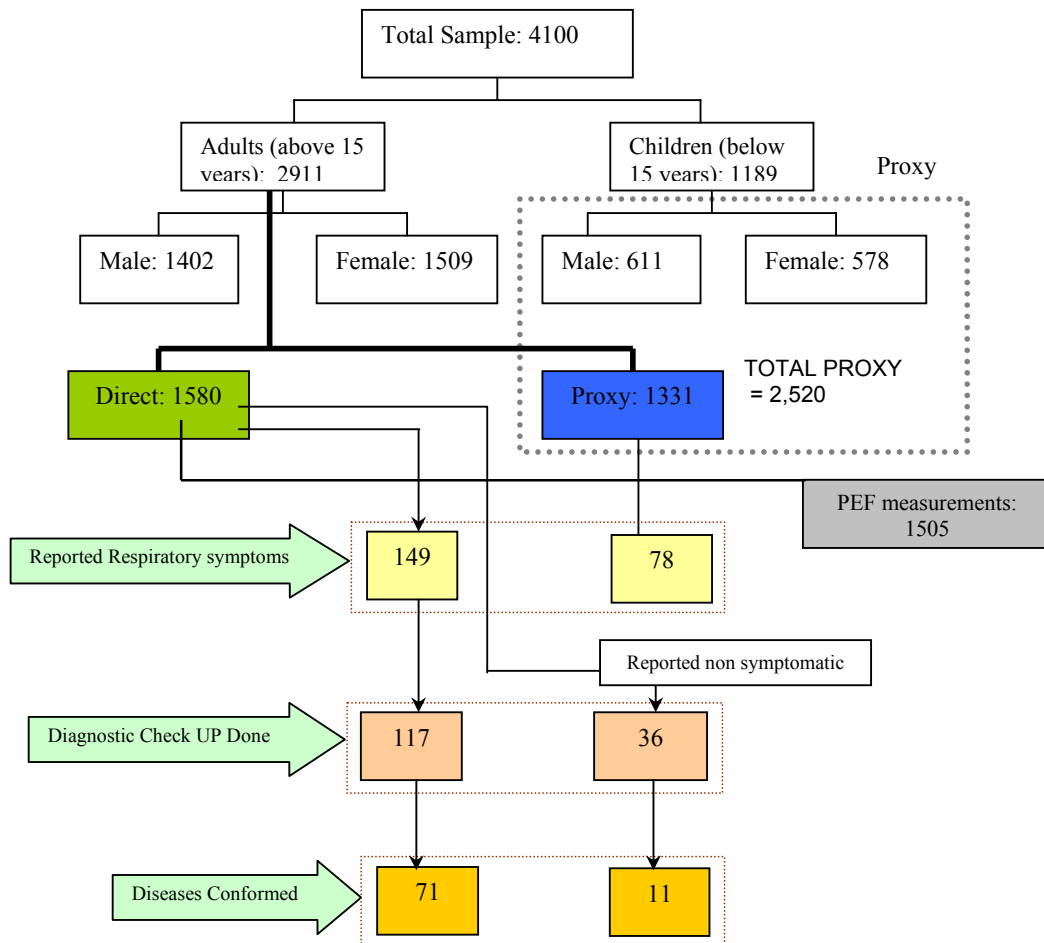 Total Sample: 4100
Adults (above 15
years): 2911
Children (below
15 years): 1189
Proxy
Male: 1402
Female: 1509
Male: 611
Female: 578
Direct: 1580
Proxy: 1331
TOTAL PROXY
= 2,520
PEF measurements:
1505
Reported Respiratory symptoms
149
78
Reported non symptomatic
Diagnostic Check UP Done
117
36
Diseases Conformed
71
11